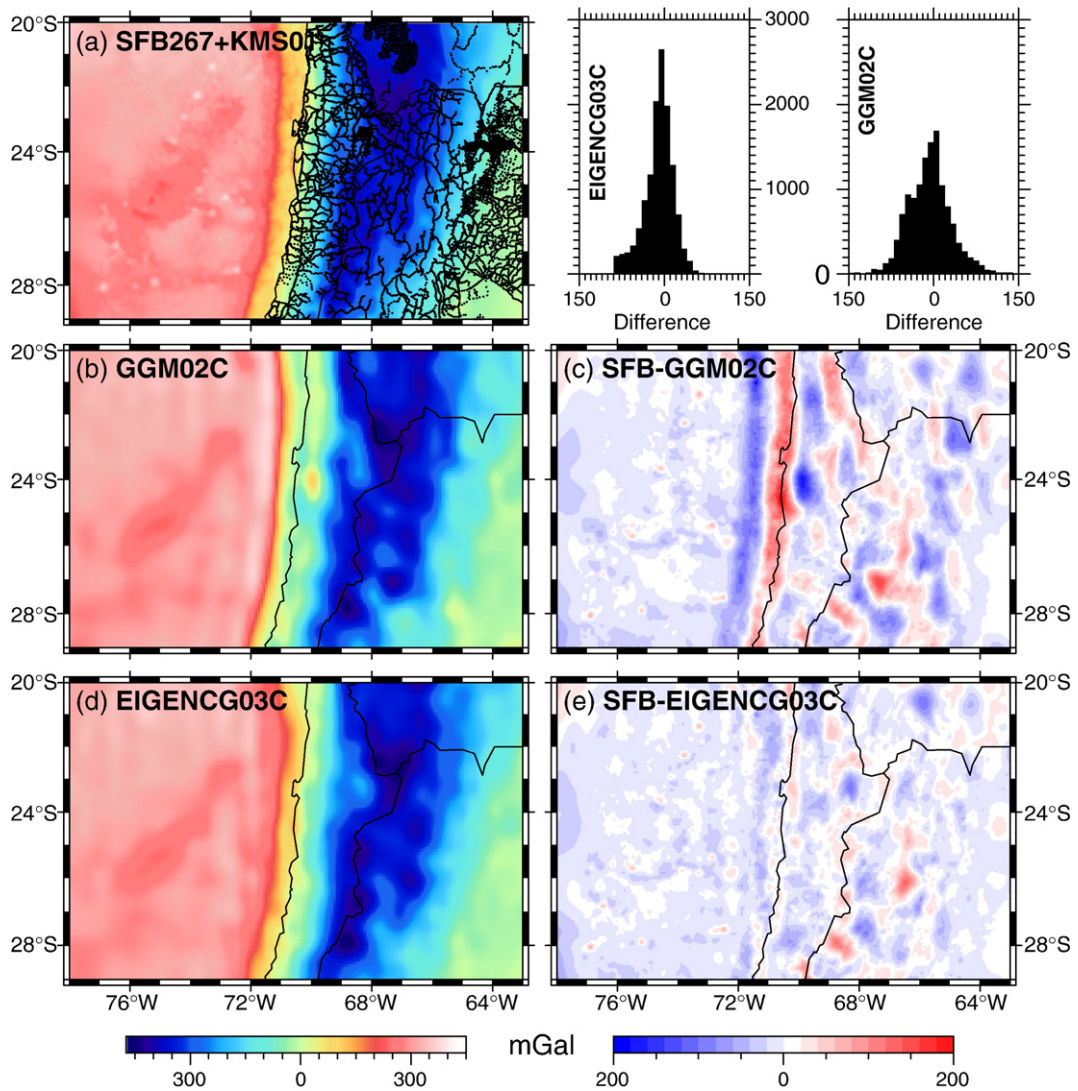 20°S
24°S
28°S
(a) SFB267+KMS01
EIGENCG03C
3000
2000
1000
0
150 0 150
Difference
GGM02C
150 0 150
Difference
20°S
24°S
28°S
(b) GGM02C
(c) SFB-GGM02C
20°S
24°S
28°S
20°S
24°S
28°S
(d) EIGENCG03C
(e) SFB-EIGENCG03C
20°S
24°S
28°S
76°W 72°W 68°W 64°W
76°W 72°W 68°W 64°W
300 0 300
mGal
200 0 200